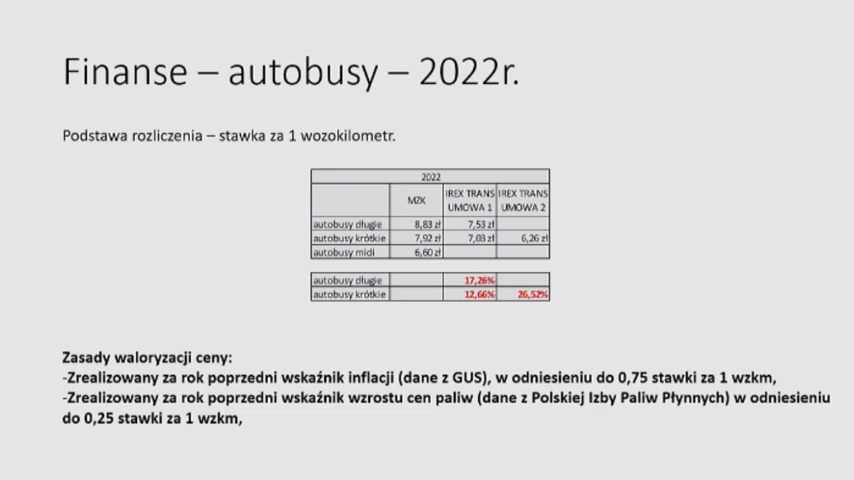 Finanse – autobusy – 2022r.
Podstawa rozliczenia – stawka za 1 wozokilometr.
2022
MZK IREX TRANS UMOWA 1 IREX TRANS UMOWA 2
autobusy długie 8,83 zł 7,53 zł
autobusy krótkie 7,92 zł 7,03 zł 6,26 zł
autobusy midi 6,60 zł
autobusy długie 17,26%
autobusy krótkie 12,66% 26,52%
Zasady waloryzacji ceny:
-Zrealizowany za rok poprzedni wskaźnik inflacji (dane z GUS), w odniesieniu do 0,75 stawki za 1 wzkm,
-Zrealizowany za rok poprzedni wskaźnik wzrostu cen paliw (dane z Polskiej Izby Paliw Płynnych) w odniesieniu
do 0,25 stawki za 1 wzkm,